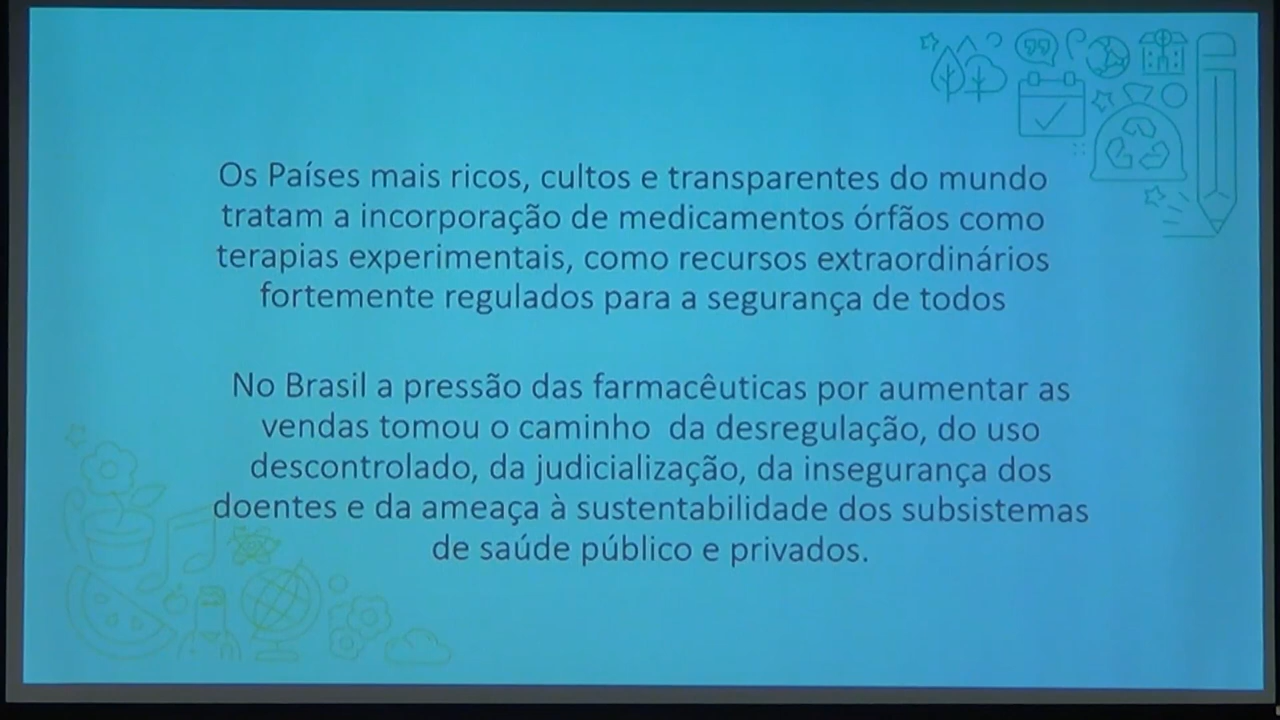 Os Países mais ricos, cultos e transparentes do mundo
tratam a incorporação de medicamentos órfãos como
terapias experimentais, como recursos extraordinários
fortemente regulados para a segurança de todos
No Brasil a pressão das farmacêuticas por aumentar as
vendas tomou o caminho da desregulação, do uso
descontrolado, da judicialização, da insegurança dos
doentes e da ameaça à sustentabilidade dos subsistemas
de saúde público e privados.